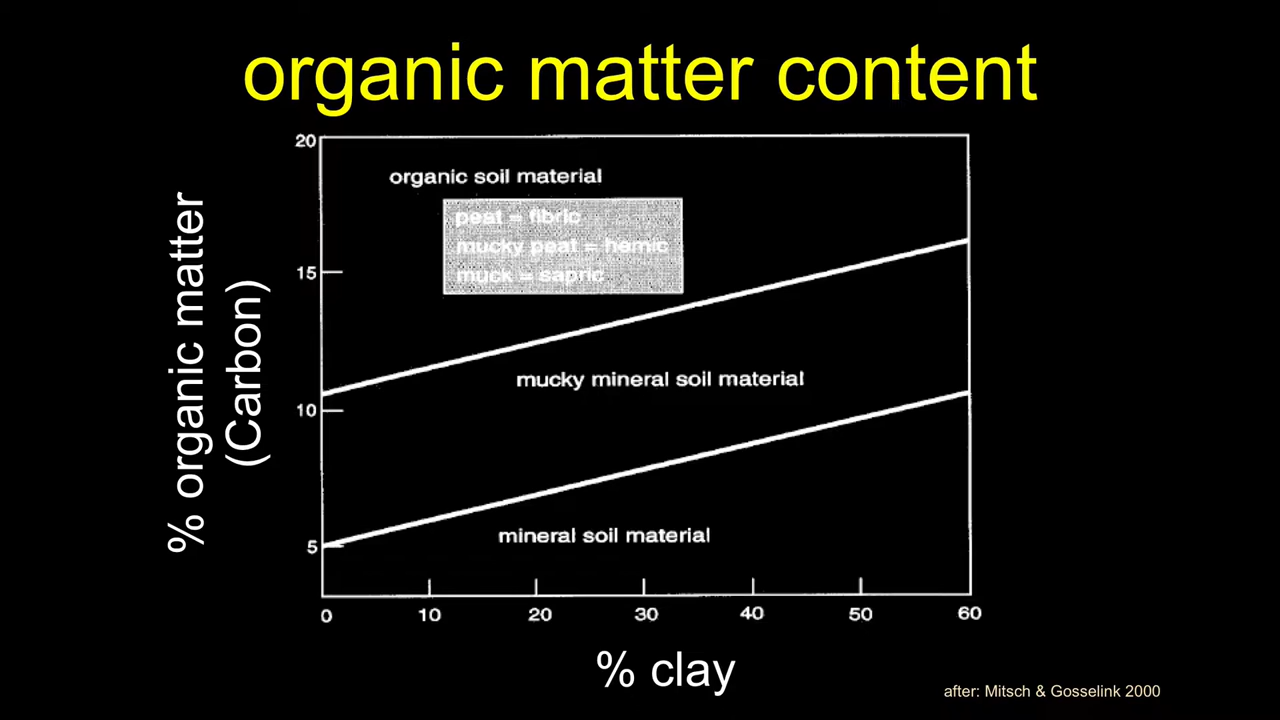 organic matter content
% organic matter
(Carbon)
20
15
10
5
organic soil material
peat = fibric
mucky peat = hemic
muck = sapric
mucky mineral soil material
mineral soil material
0 10 20 30 40 50 60
% clay
after: Mitsch & Gosselink 2000